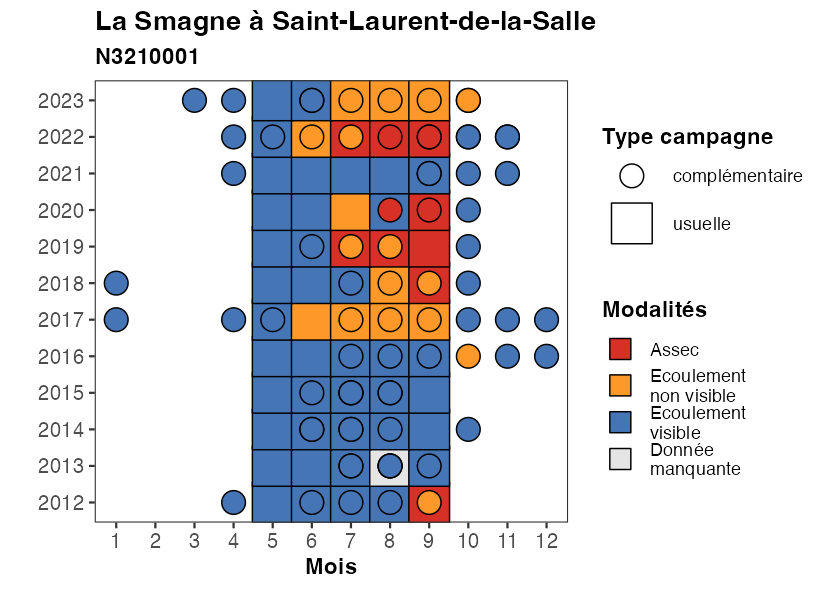 La Smagne à Saint-Laurent-de-la-Salle
N3210001
2023
2022
2021
2020
2019
2018
2017
2016
2015
2014
2013
2012
1 2 3 4 5 6 7 8 9 10 11 12
Mois
Type campagne
complémentaire
usuelle
Modalités
Assec
Ecoulement
non visible
Ecoulement
visible
Donnée
manquante